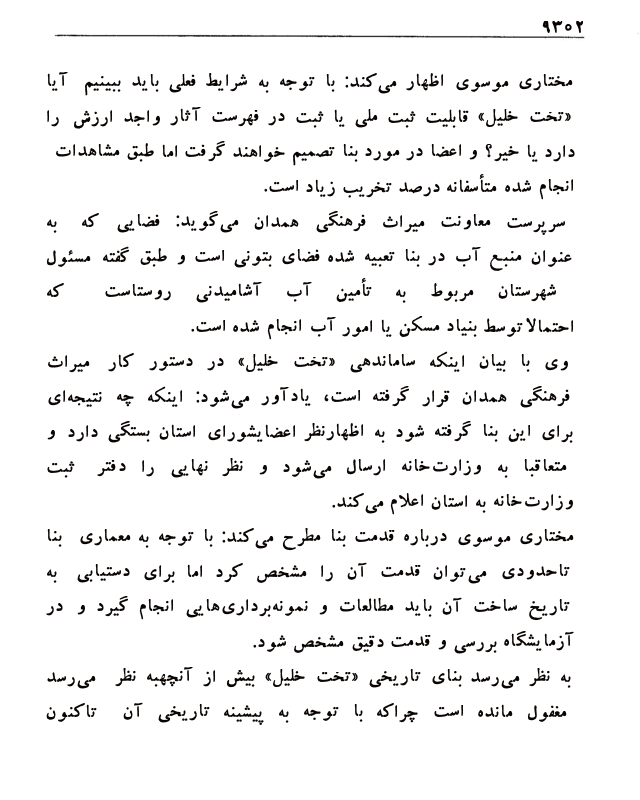 ۹۳۰۲
مختاری موسوی اظهار می‌کند: با توجه به شرایط فعلی باید ببینیم آیا
«تخت خلیل» قابلیت ثبت ملی یا ثبت در فهرست آثار واجد ارزش را
دارد یا خیر؟ و اعضا در مورد بنا تصمیم خواهند گرفت اما طبق مشاهدات
انجام شده متأسفانه درصد تخریب زیاد است.
سرپرست معاونت میراث فرهنگی همدان می‌گوید: فضایی که به
عنوان منبع آب در بنا تعبیه شده فضای بتونی است و طبق گفته مسئول
شهرستان مربوط به تأمین آب آشامیدنی روستاست که
احتمالا توسط بنیاد مسکن یا امور آب انجام شده است.
وی با بیان اینکه ساماندهی «تخت خلیل» در دستور کار میراث
فرهنگی همدان قرار گرفته است، یادآور می‌شود: اینکه چه نتیجه‌ای
برای این بنا گرفته شود به اظهارنظر اعضایشورای استان بستگی دارد و
متعاقبا به وزارت‌خانه ارسال می‌شود و نظر نهایی را دفتر ثبت
وزارت‌خانه به استان اعلام می‌کند.
مختاری موسوی درباره قدمت بنا مطرح می‌کند: با توجه به معماری بنا
تاحدودی می‌توان قدمت آن را مشخص کرد اما برای دستیابی به
تاریخ ساخت آن باید مطالعات و نمونه‌برداری‌هایی انجام گیرد و در
آزمایشگاه بررسی و قدمت دقیق مشخص شود.
به نظر می‌رسد بنای تاریخی «تخت خلیل» بیش از آنچهبه نظر می‌رسد
مغفول مانده است چراکه با توجه به پیشینه تاریخی آن تاکنون